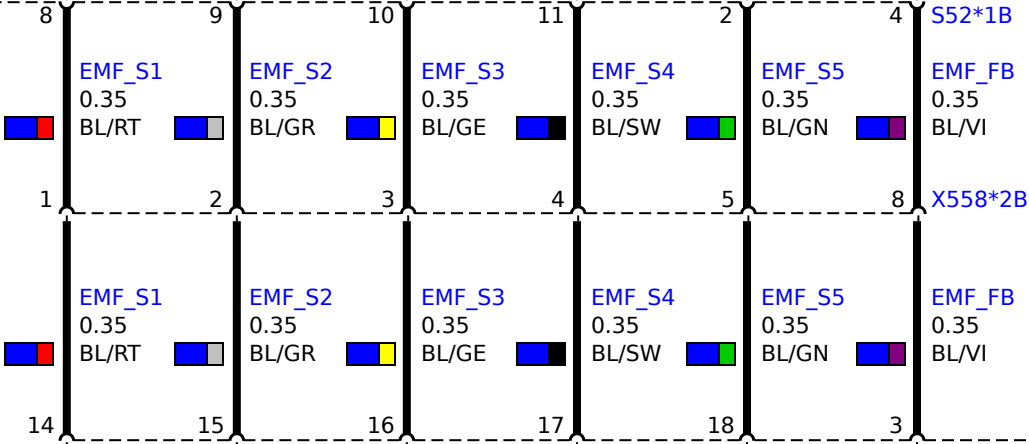 8 9 10 11 2 4 S52*1B
EMF_S1 EMF_S2 EMF_S3 EMF_S4 EMF_S5 EMF_FB
0.35 0.35 0.35 0.35 0.35 0.35
BL/RT BL/GR BL/GE BL/SW BL/GN BL/VI
1 2 3 4 5 8 X558*2B
EMF_S1 EMF_S2 EMF_S3 EMF_S4 EMF_S5 EMF_FB
0.35 0.35 0.35 0.35 0.35 0.35
BL/RT BL/GR BL/GE BL/SW BL/GN BL/VI
14 15 16 17 18 3